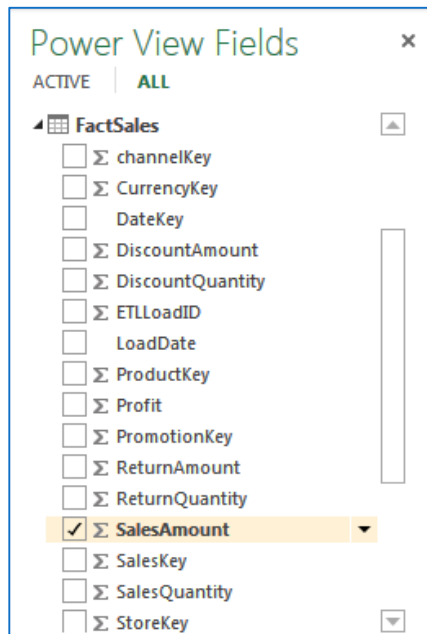 Power View Fields
ACTIVE ALL
FactSales
Σ channelKey
Σ CurrencyKey
DateKey
Σ DiscountAmount
Σ DiscountQuantity
Σ ETLLoadID
LoadDate
Σ ProductKey
Σ Profit
Σ PromotionKey
Σ ReturnAmount
Σ ReturnQuantity
Σ SalesAmount
Σ SalesKey
Σ SalesQuantity
Σ StoreKey